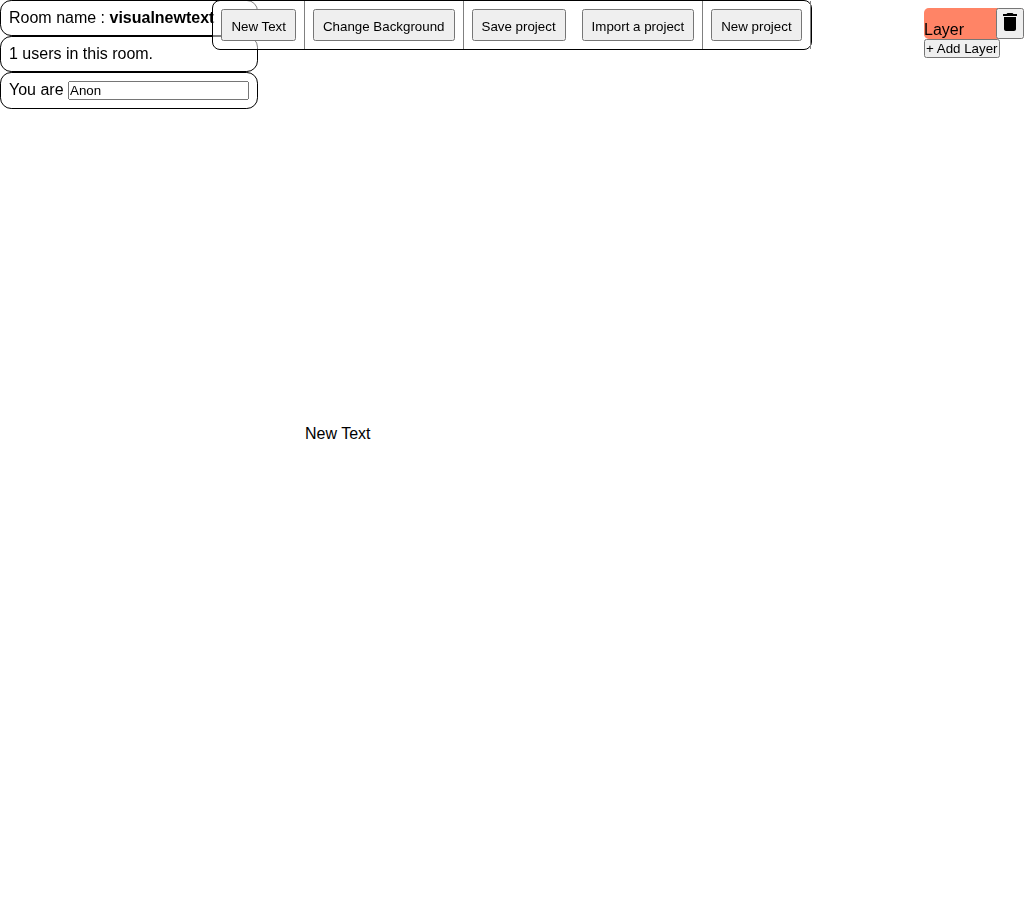 Room name : visualnewtext
1 users in this room.
You are Anon
New Text
Change Background
Save project
Import a project
New project
Layer
+ Add Layer
New Text